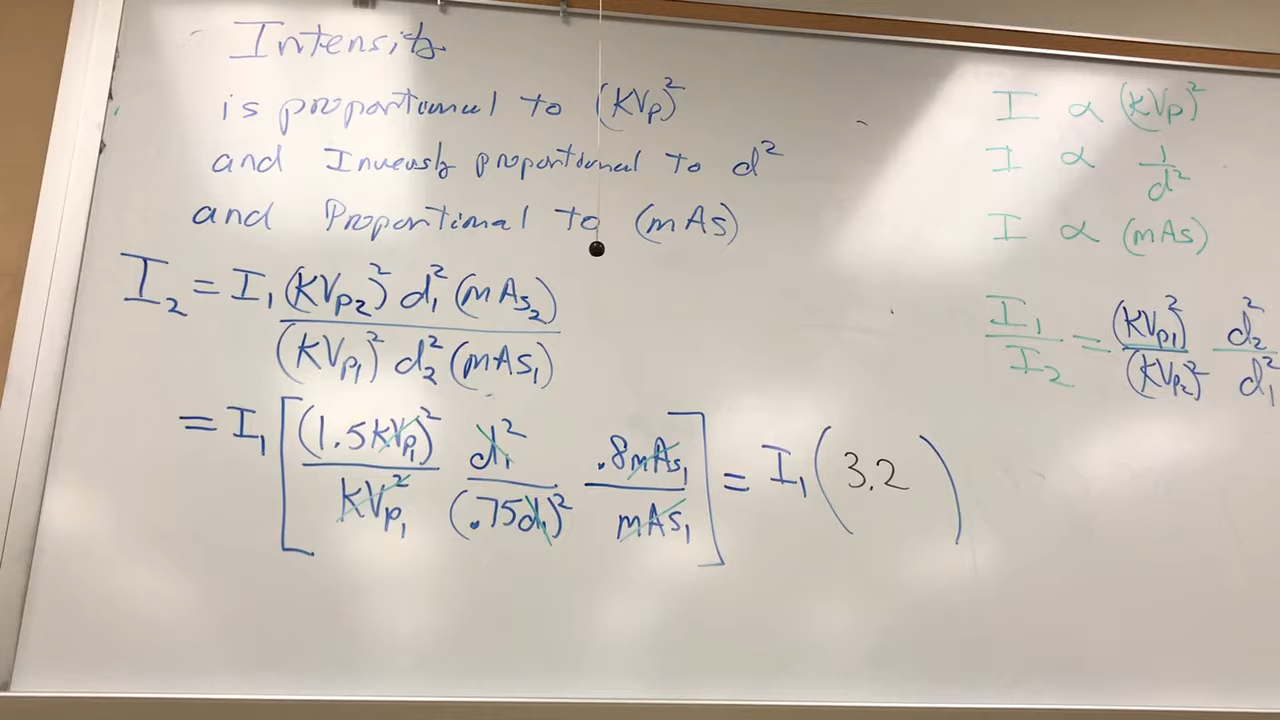 Intensity
is proportional to (KVp)²
and Inversly proportional to d²
and Proportional to (mAs)
I₂ = I₁ (KVp₂)² d₁² (mAs₂)
(KVp₁)² d₂² (mAs₁)
= I₁ [ (1.5KVp₁)² d₁² .8mAs₁
KVp₁² (.75d₁)² mAs₁ ] = I₁ ( 3.2 )
I ∝ (KVp)²
I ∝ 1/d²
I ∝ (mAs)
I₁/I₂ = (KVp₁)²/(KVp₂)² d₂²/d₁²